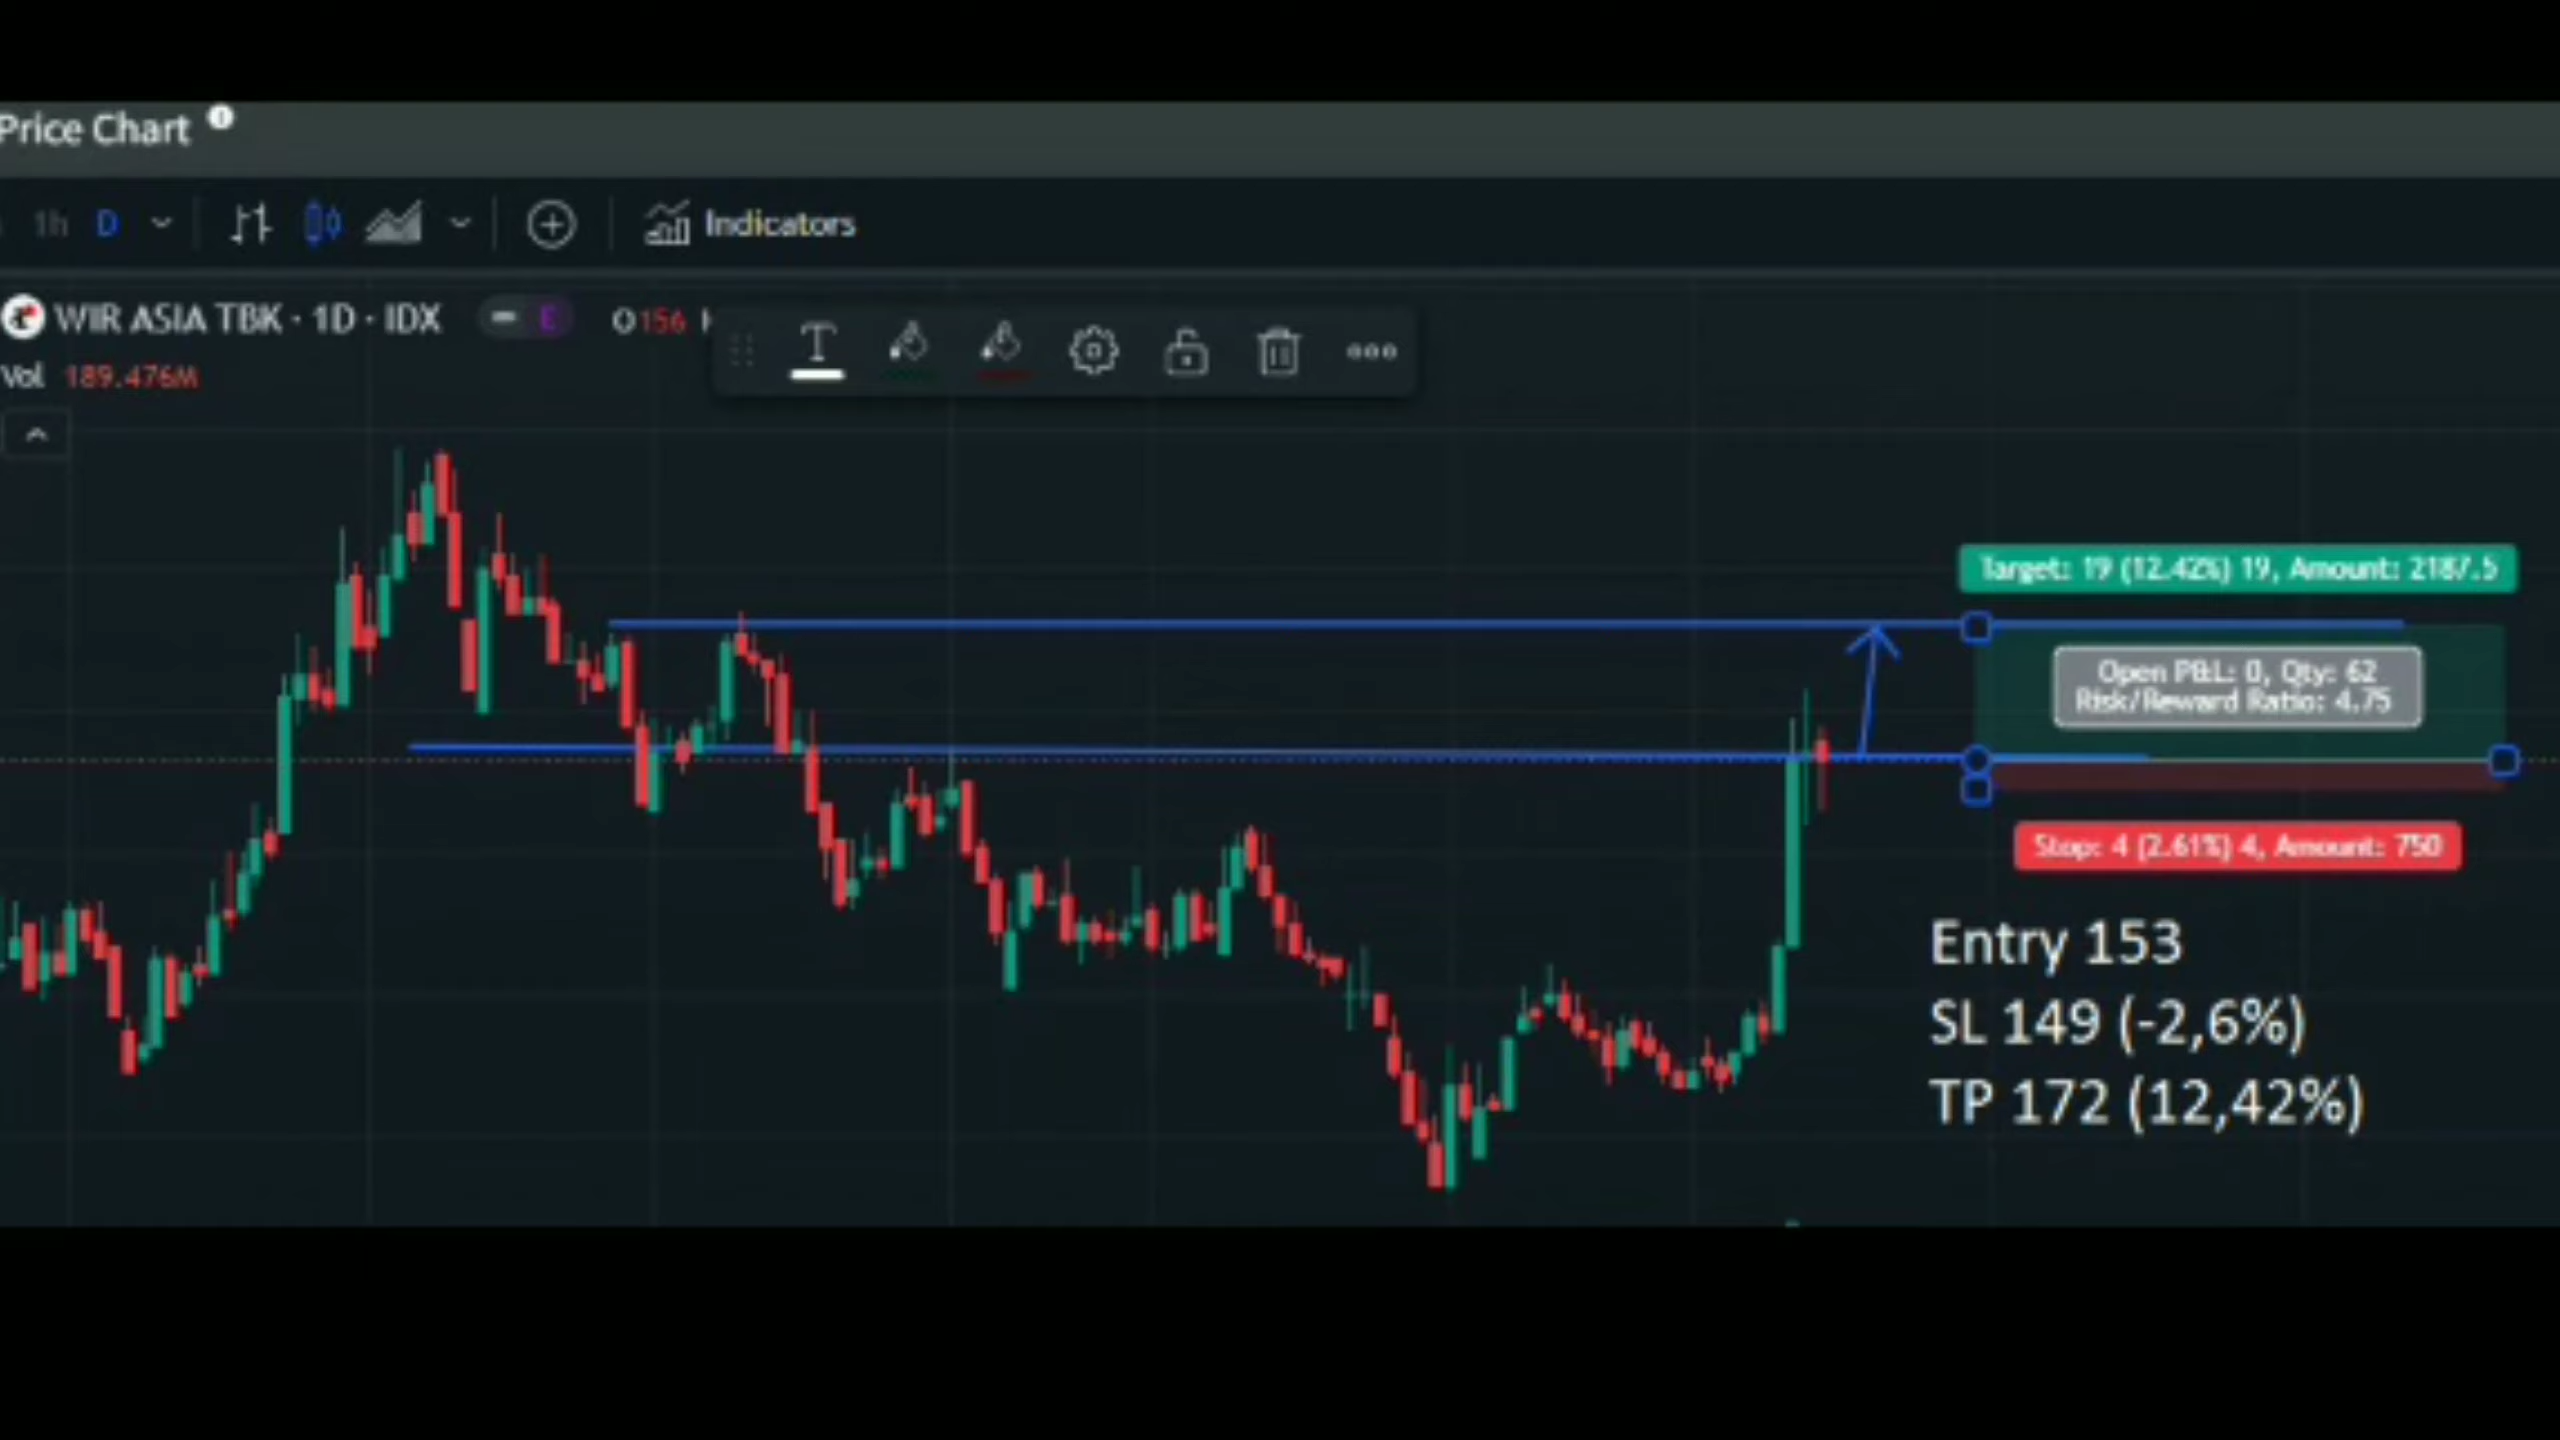 Price Chart
1h D Indicators
WIR ASIA TBK · 1D · IDX E O156
Vol 189.476M
Target: 19 (12.42%) 19, Amount: 2187.5
Open P&L: 0, Qty: 62
Risk/Reward Ratio: 4.75
Stop: 4 (2.61%) 4, Amount: 750
Entry 153
SL 149 (-2,6%)
TP 172 (12,42%)